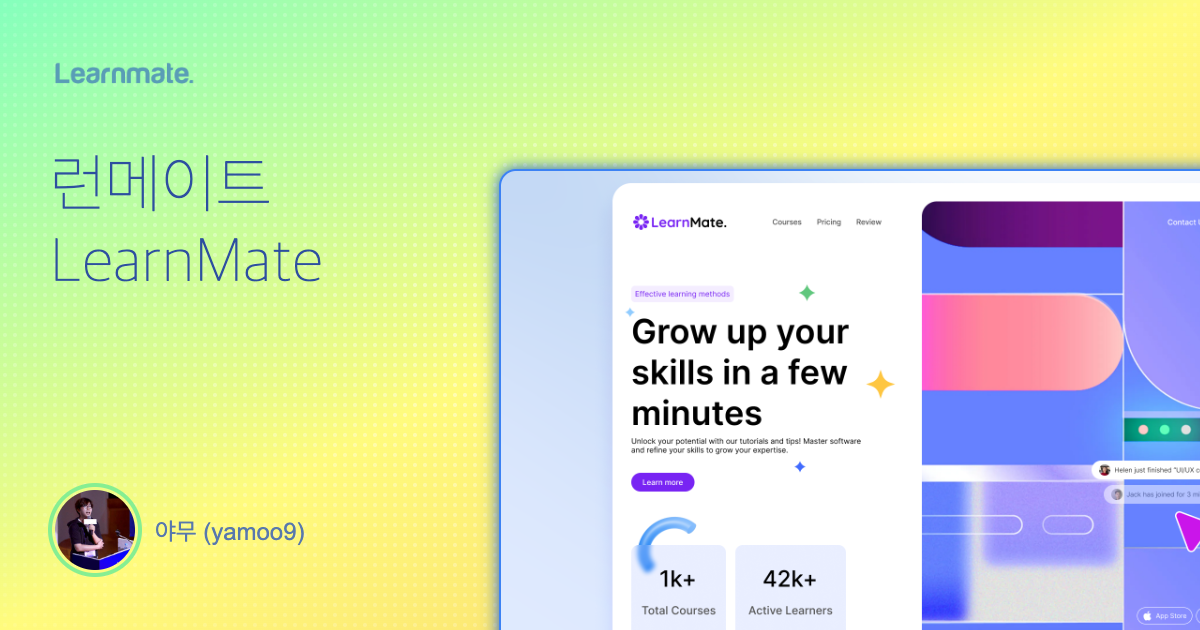 Learnmate.
런메이트
LearnMate
야무 (yamoo9)
LearnMate.
Courses
Pricing
Review
Contact
Effective learning methods
Grow up your
skills in a few
minutes
Unlock your potential with our tutorials and tips! Master software
and refine your skills to grow your expertise.
Learn more
1k+
Total Courses
42k+
Active Learners
Helen just finished "UI/UX
Jack has joined for 3
App Store